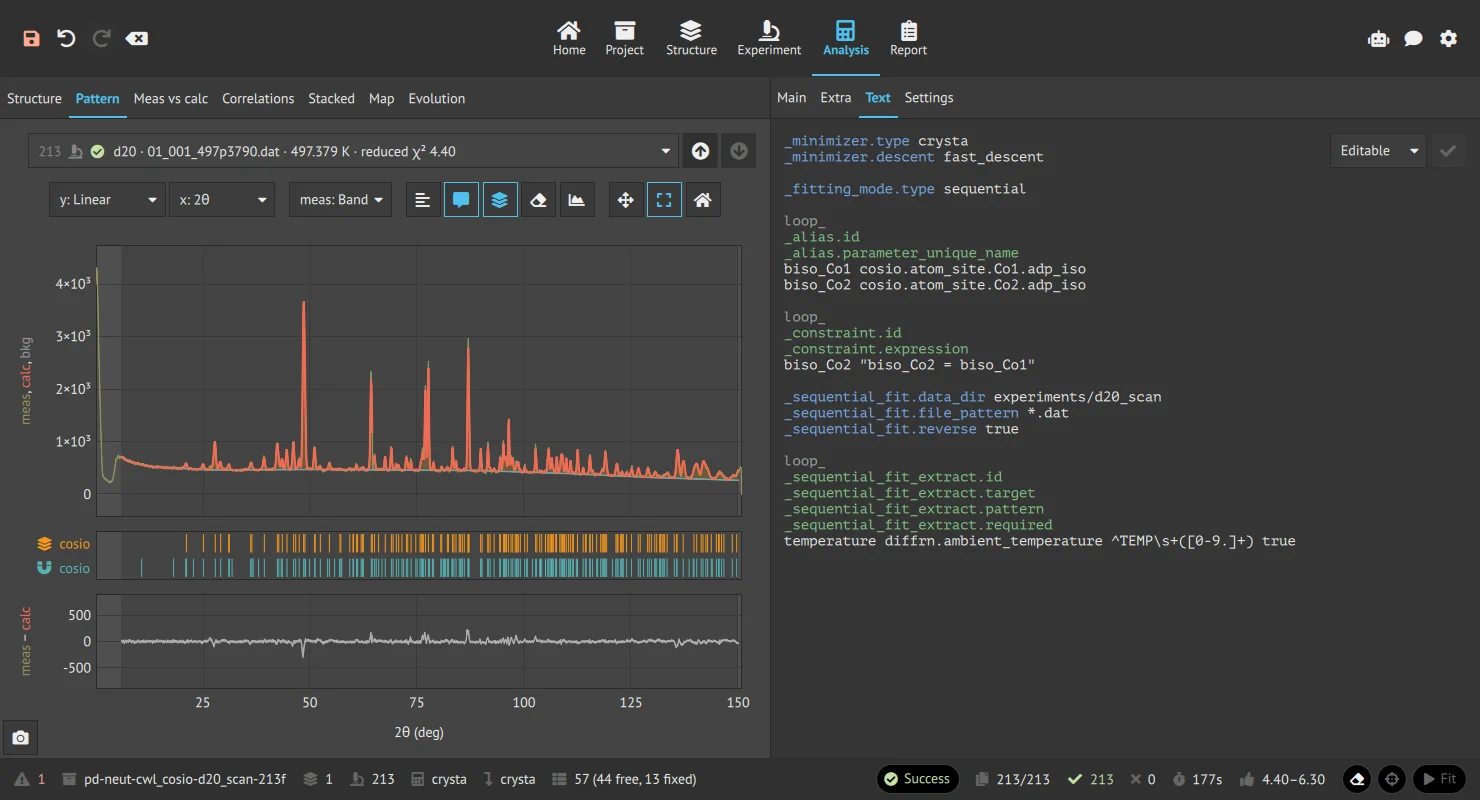 Home
Project
Structure
Experiment
Analysis
Report
Structure
Pattern
Meas vs calc
Correlations
Stacked
Map
Evolution
Main
Extra
Text
Settings
213 d20 · 01_001_497p3790.dat · 497.379 K · reduced χ² 4.40
y: Linear
x: 2θ
meas: Band
meas, calc, bkg
4×10³
3×10³
2×10³
1×10³
0
cosio
cosio
meas − calc
500
0
-500
25
50
75
100
125
150
2θ (deg)
_minimizer.type crysta
_minimizer.descent fast_descent
_fitting_mode.type sequential
loop_
_alias.id
_alias.parameter_unique_name
biso_Co1 cosio.atom_site.Co1.adp_iso
biso_Co2 cosio.atom_site.Co2.adp_iso
loop_
_constraint.id
_constraint.expression
biso_Co2 "biso_Co2 = biso_Co1"
_sequential_fit.data_dir experiments/d20_scan
_sequential_fit.file_pattern *.dat
_sequential_fit.reverse true
loop_
_sequential_fit_extract.id
_sequential_fit_extract.target
_sequential_fit_extract.pattern
_sequential_fit_extract.required
temperature diffrn.ambient_temperature ^TEMP\s+([0-9.]+) true
Editable
1
pd-neut-cwl_cosio-d20_scan-213f
1
213
crysta
crysta
57 (44 free, 13 fixed)
Success
213/213
213
0
177s
4.40–6.30
Fit